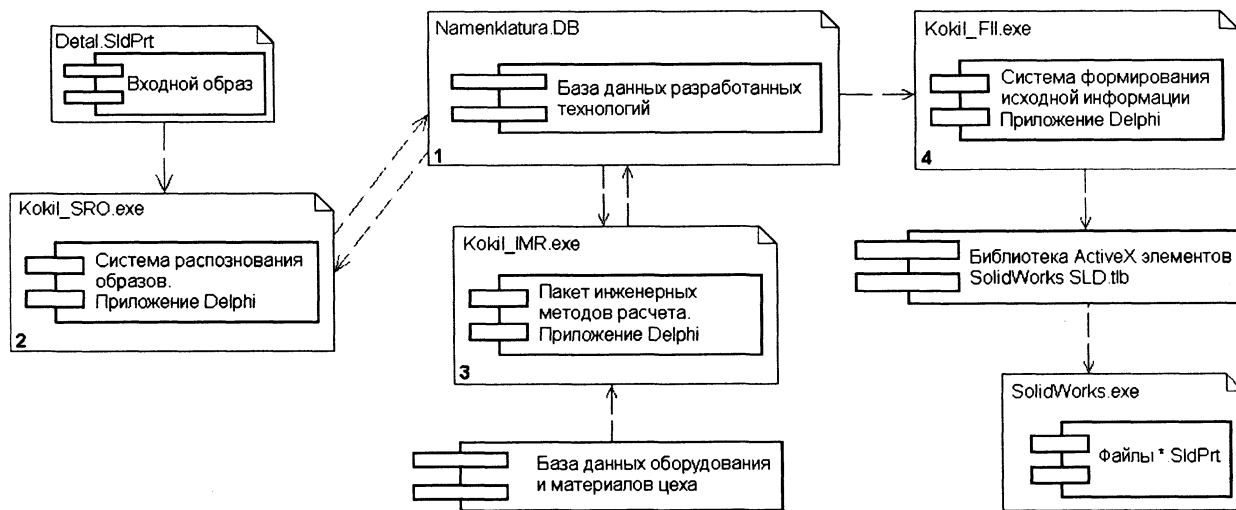 Detal.SldPrt
Входной образ
Kokil_SRO.exe
Система распознования
образов.
Приложение Delphi
2
Namenklatura.DB
База данных разработанных
технологий
1
Kokil_IMR.exe
Пакет инженерных
методов расчета.
Приложение Delphi
3
База данных оборудования
и материалов цеха
Kokil_FII.exe
Система формирования
исходной информации
Приложение Delphi
4
Библиотека ActiveX элементов
SolidWorks SLD.tlb
SolidWorks.exe
Файлы *.SldPrt